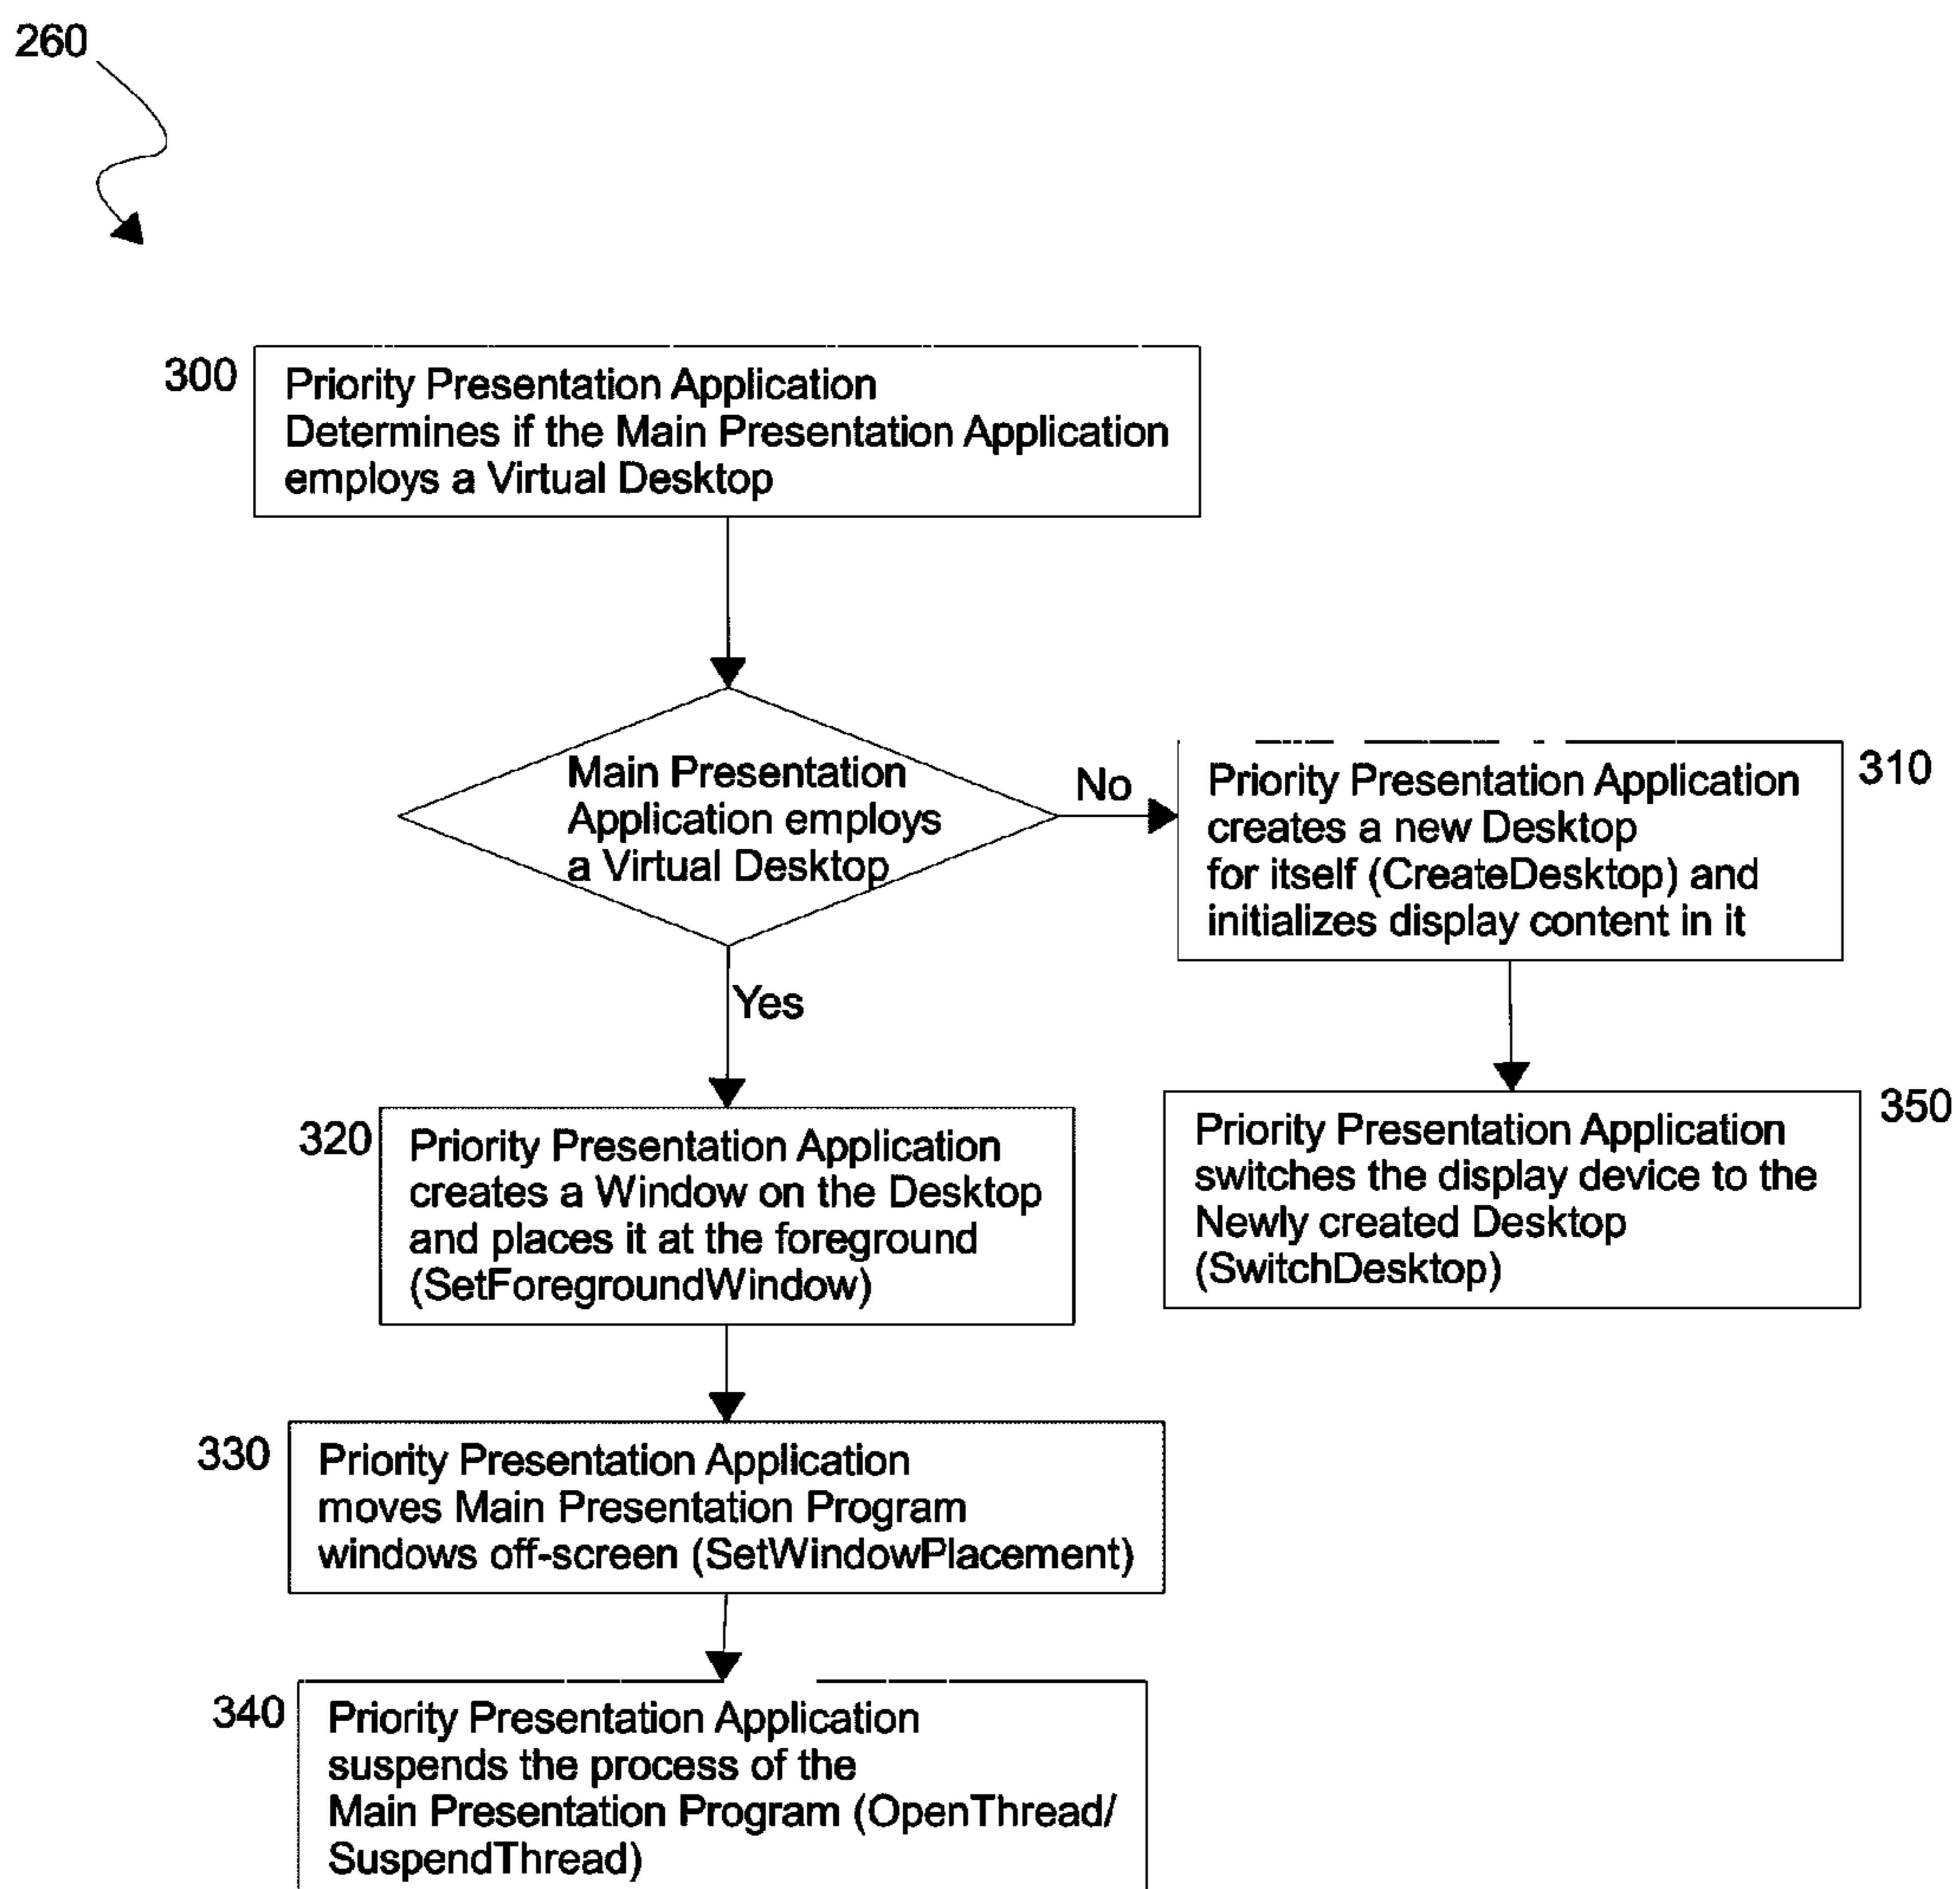 260
300
Priority Presentation Application
Determines if the Main Presentation Application
employs a Virtual Desktop
Main Presentation
Application employs
a Virtual Desktop
No
310
Priority Presentation Application
creates a new Desktop
for itself (CreateDesktop) and
initializes display content in it
Yes
320
Priority Presentation Application
creates a Window on the Desktop
and places it at the foreground
(SetForegroundWindow)
350
Priority Presentation Application
switches the display device to the
Newly created Desktop
(SwitchDesktop)
330
Priority Presentation Application
moves Main Presentation Program
windows off-screen (SetWindowPlacement)
340
Priority Presentation Application
suspends the process of the
Main Presentation Program (OpenThread/
SuspendThread)